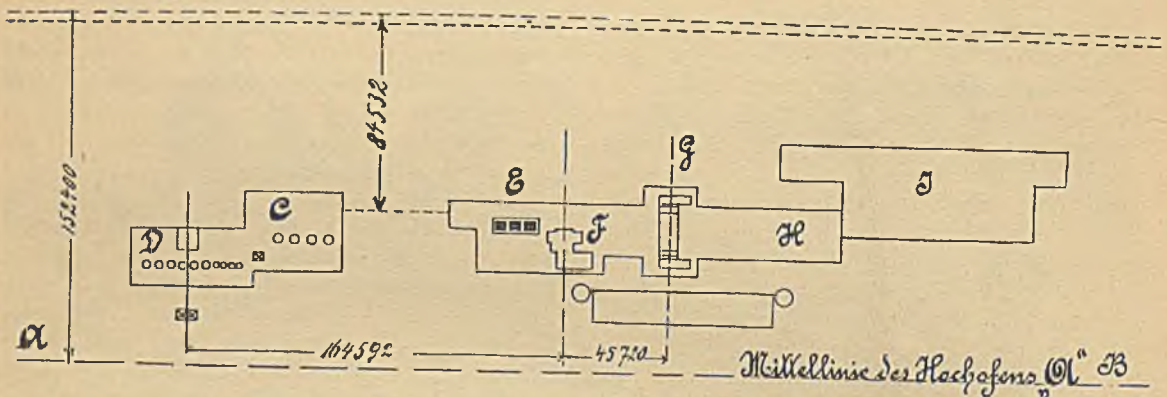 152400
84532
G
E
J
C
F
H
D
A
164592
45720
Mittellinie des Hochofens „A“ B